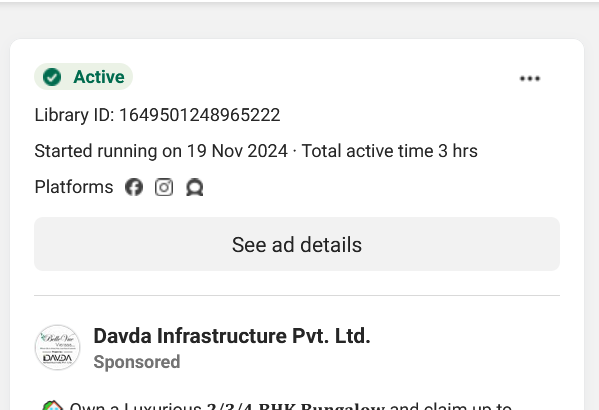 Active
Library ID: 1649501248965222
Started running on 19 Nov 2024 · Total active time 3 hrs
Platforms
See ad details
BelleVue
DAVDA
Davda Infrastructure Pvt. Ltd.
Sponsored
Own a Luxurious 𝟐/𝟑/𝟒 𝐁𝐇𝐊 𝐁𝐮𝐧𝐠𝐚𝐥𝐨𝐰 and claim up to